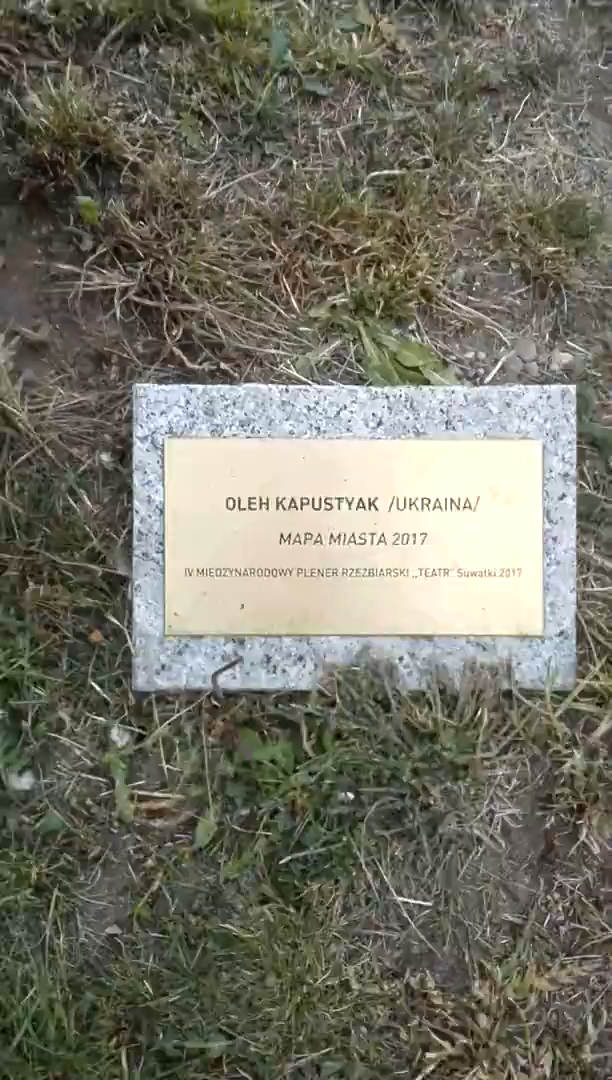 OLEH KAPUSTYAK /UKRAINA/
MAPA MIASTA 2017
IV MIĘDZYNARODOWY PLENER RZEŹBIARSKI ,,TEATR" Suwałki 2017